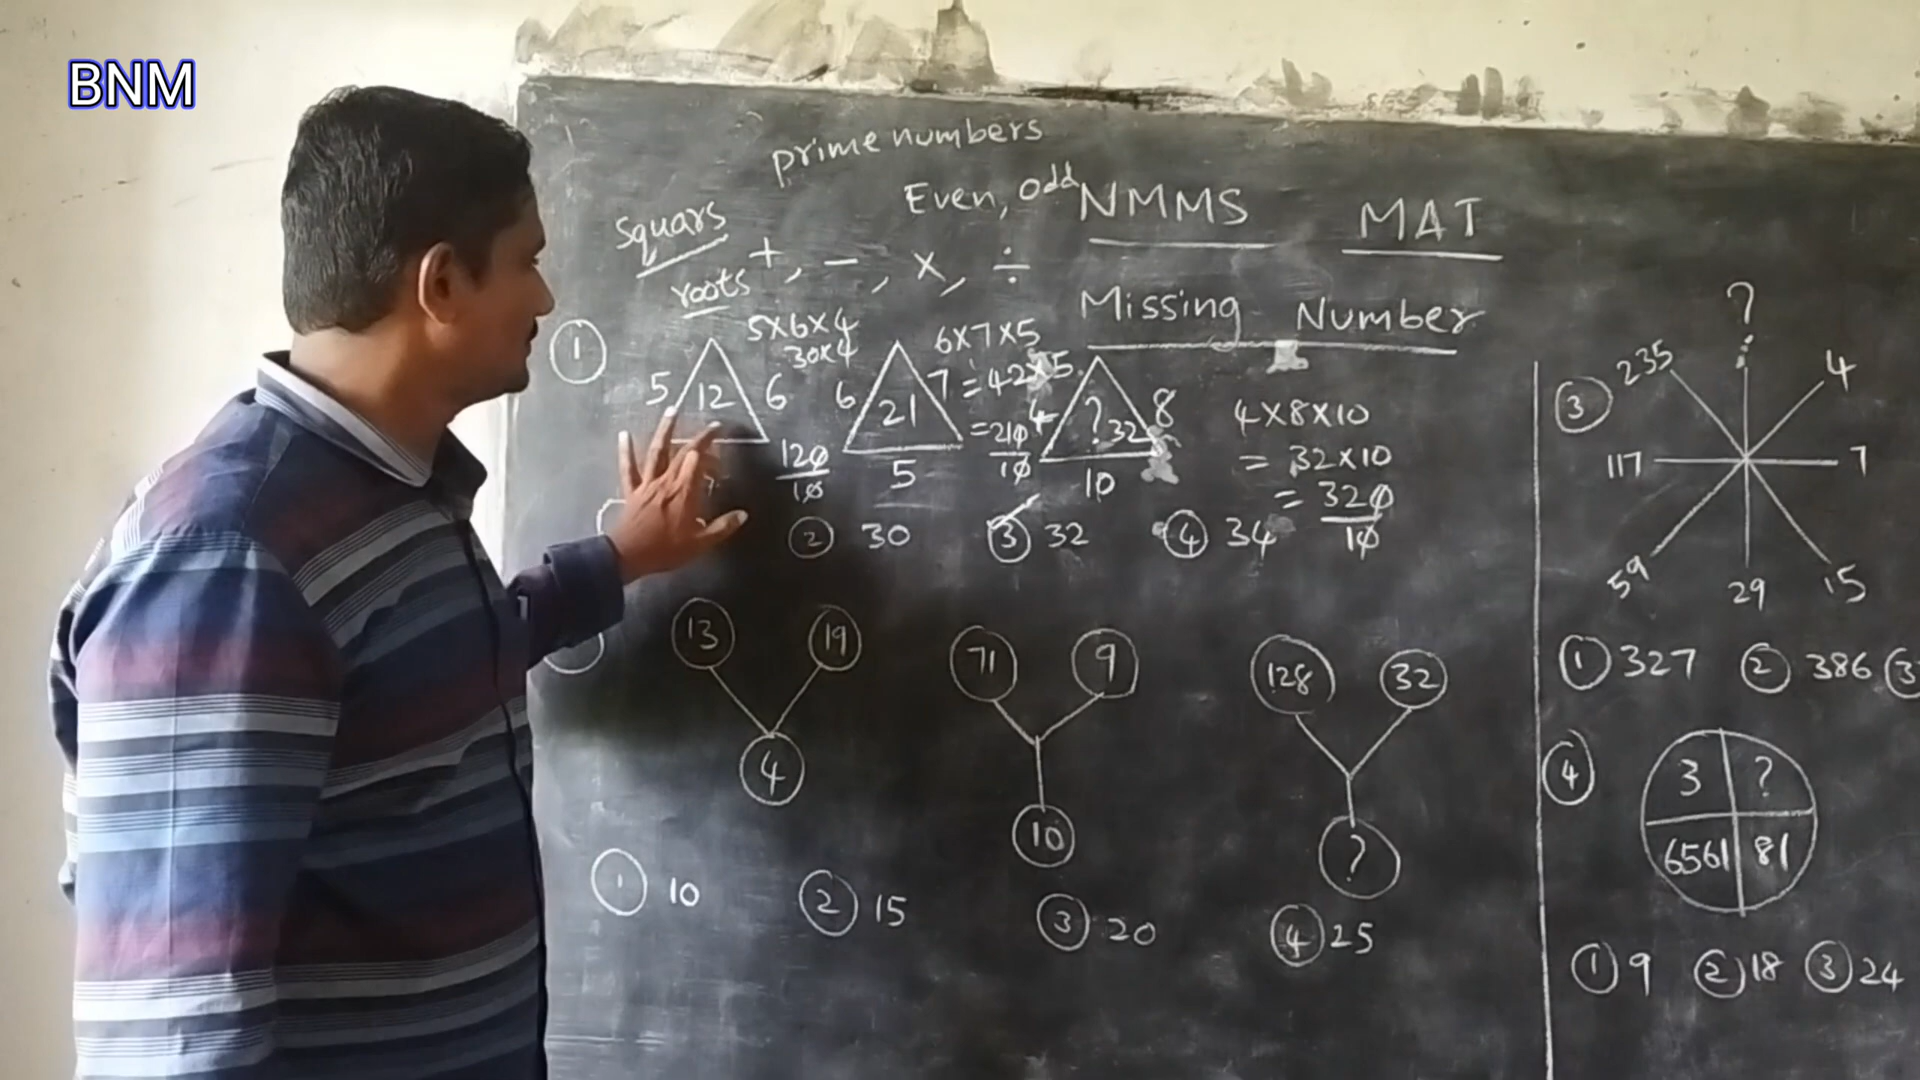 BNM
prime numbers
Even, odd
NMMS MAT
Squars
roots
+, -, ×, ÷
Missing Number
1
5×6×4
30×4
5 12 6
120
10
6×7×5
= 42×5
= 210
10
6 21 7
5
4 ? 32 8
10
4×8×10
= 32×10
= 320
10
2 30 3 32 4 34
13 19
4
71 9
10
128 32
?
1 10 2 15 3 20 4 25
3
?
235 4
117 7
59 29 15
1 327 2 386 3
4
3 ?
6561 81
1 9 2 18 3 24